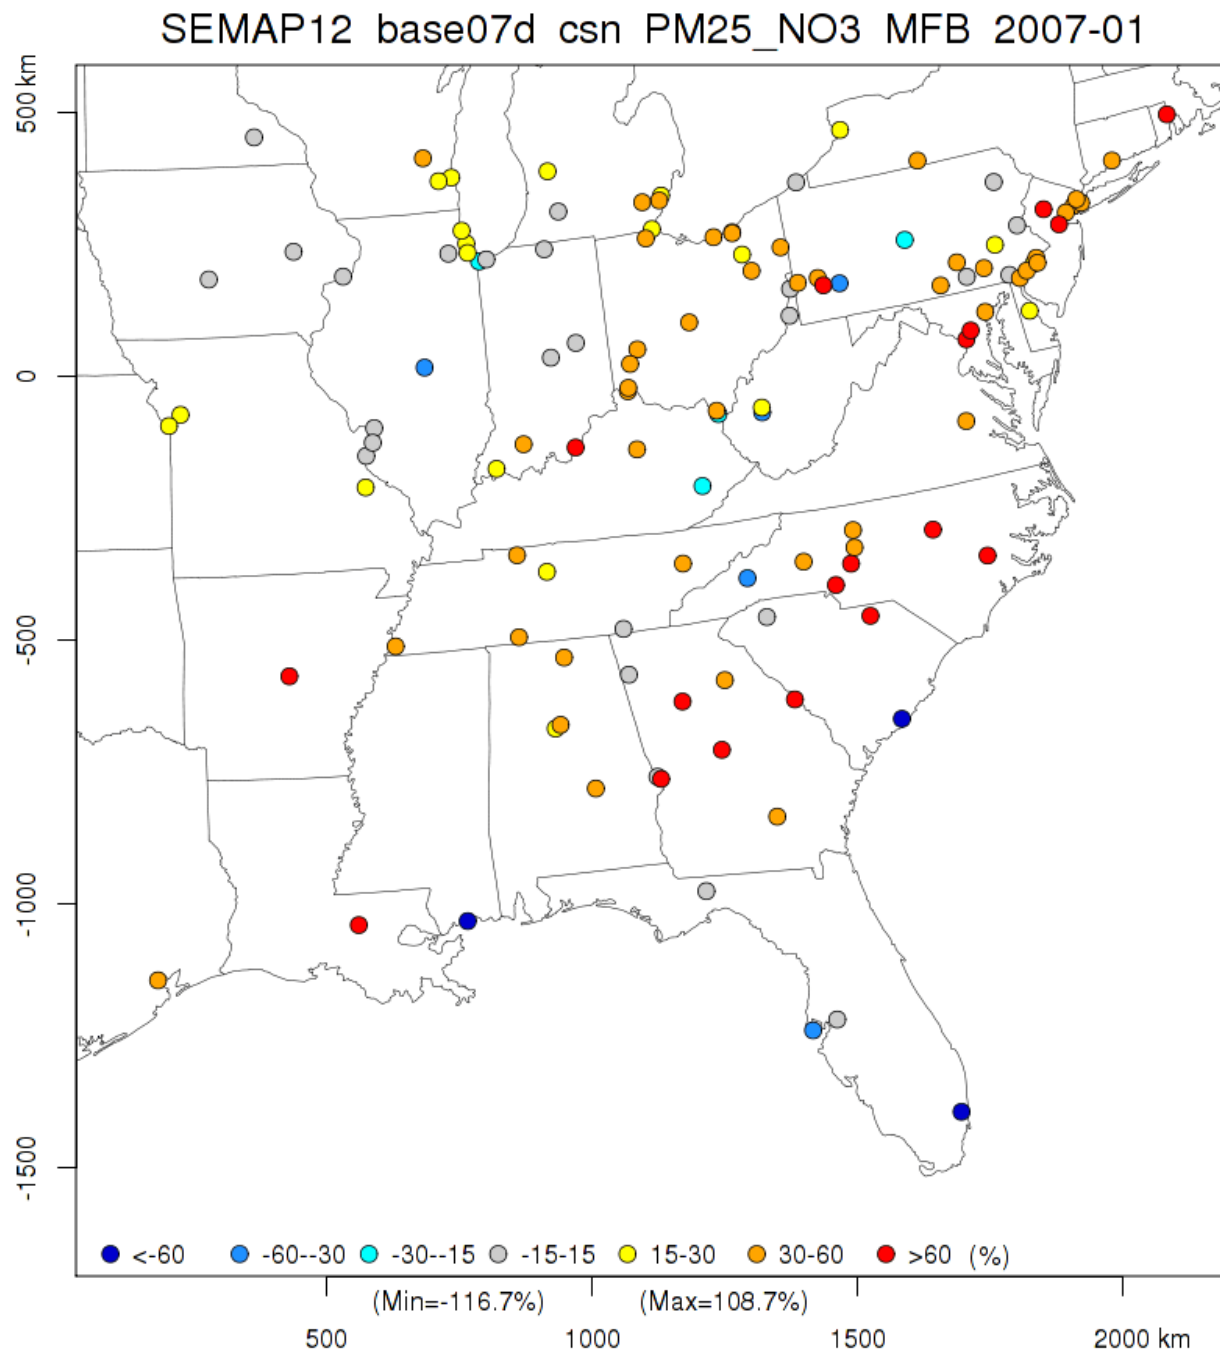 SEMAP12 base07d csn PM25_NO3 MFB 2007-01
500 km
0
-500
-1000
-1500
<-60 -60--30 -30--15 -15-15 15-30 30-60 >60 (%)
(Min=-116.7%) (Max=108.7%)
500 1000 1500 2000 km